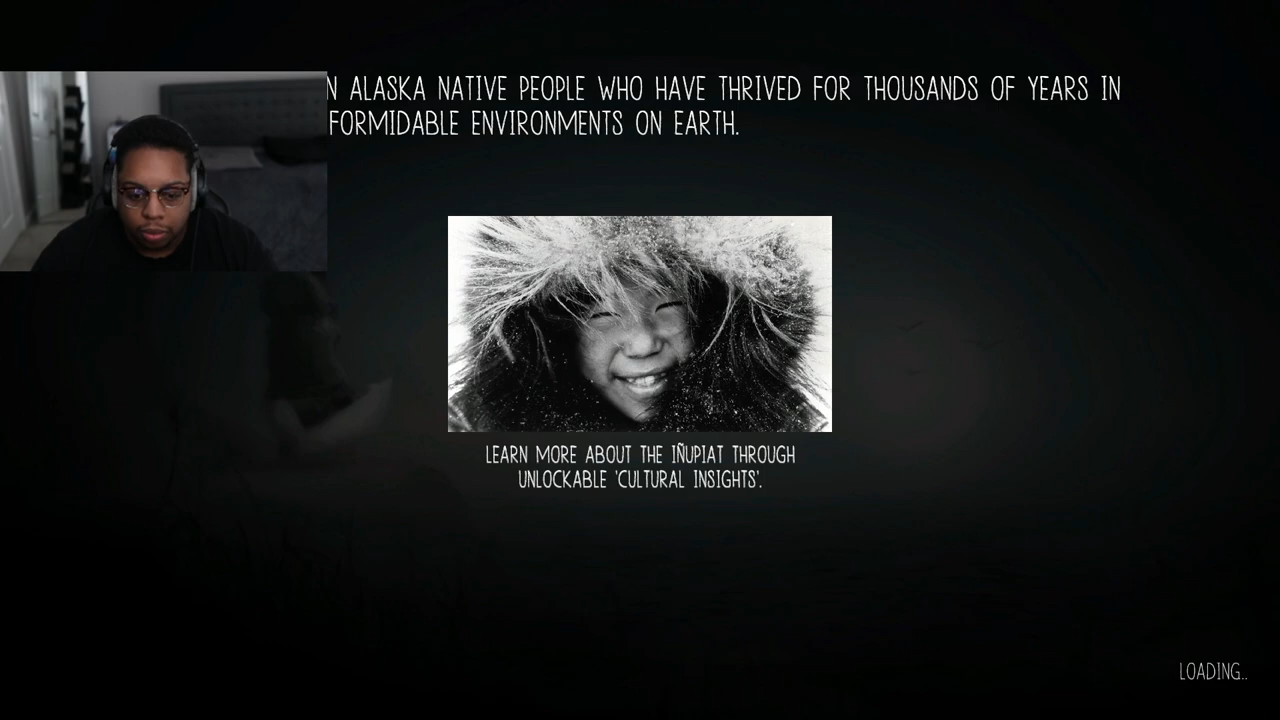 N ALASKA NATIVE PEOPLE WHO HAVE THRIVED FOR THOUSANDS OF YEARS IN
FORMIDABLE ENVIRONMENTS ON EARTH.
LEARN MORE ABOUT THE IÑUPIAT THROUGH
UNLOCKABLE 'CULTURAL INSIGHTS'.
LOADING..